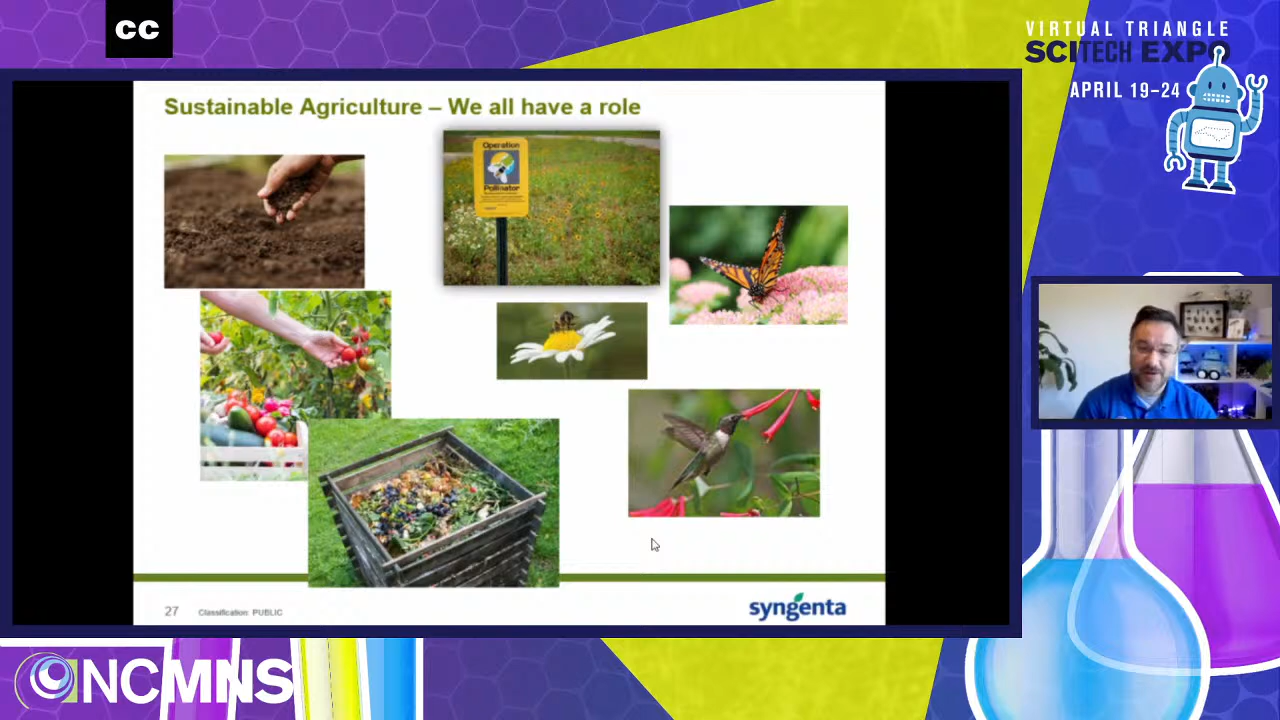 CC
VIRTUAL TRIANGLE
SCITECH EXPO
APRIL 19–24
Sustainable Agriculture – We all have a role
Operation
Pollinator
27
Classification: PUBLIC
syngenta
NCMNS